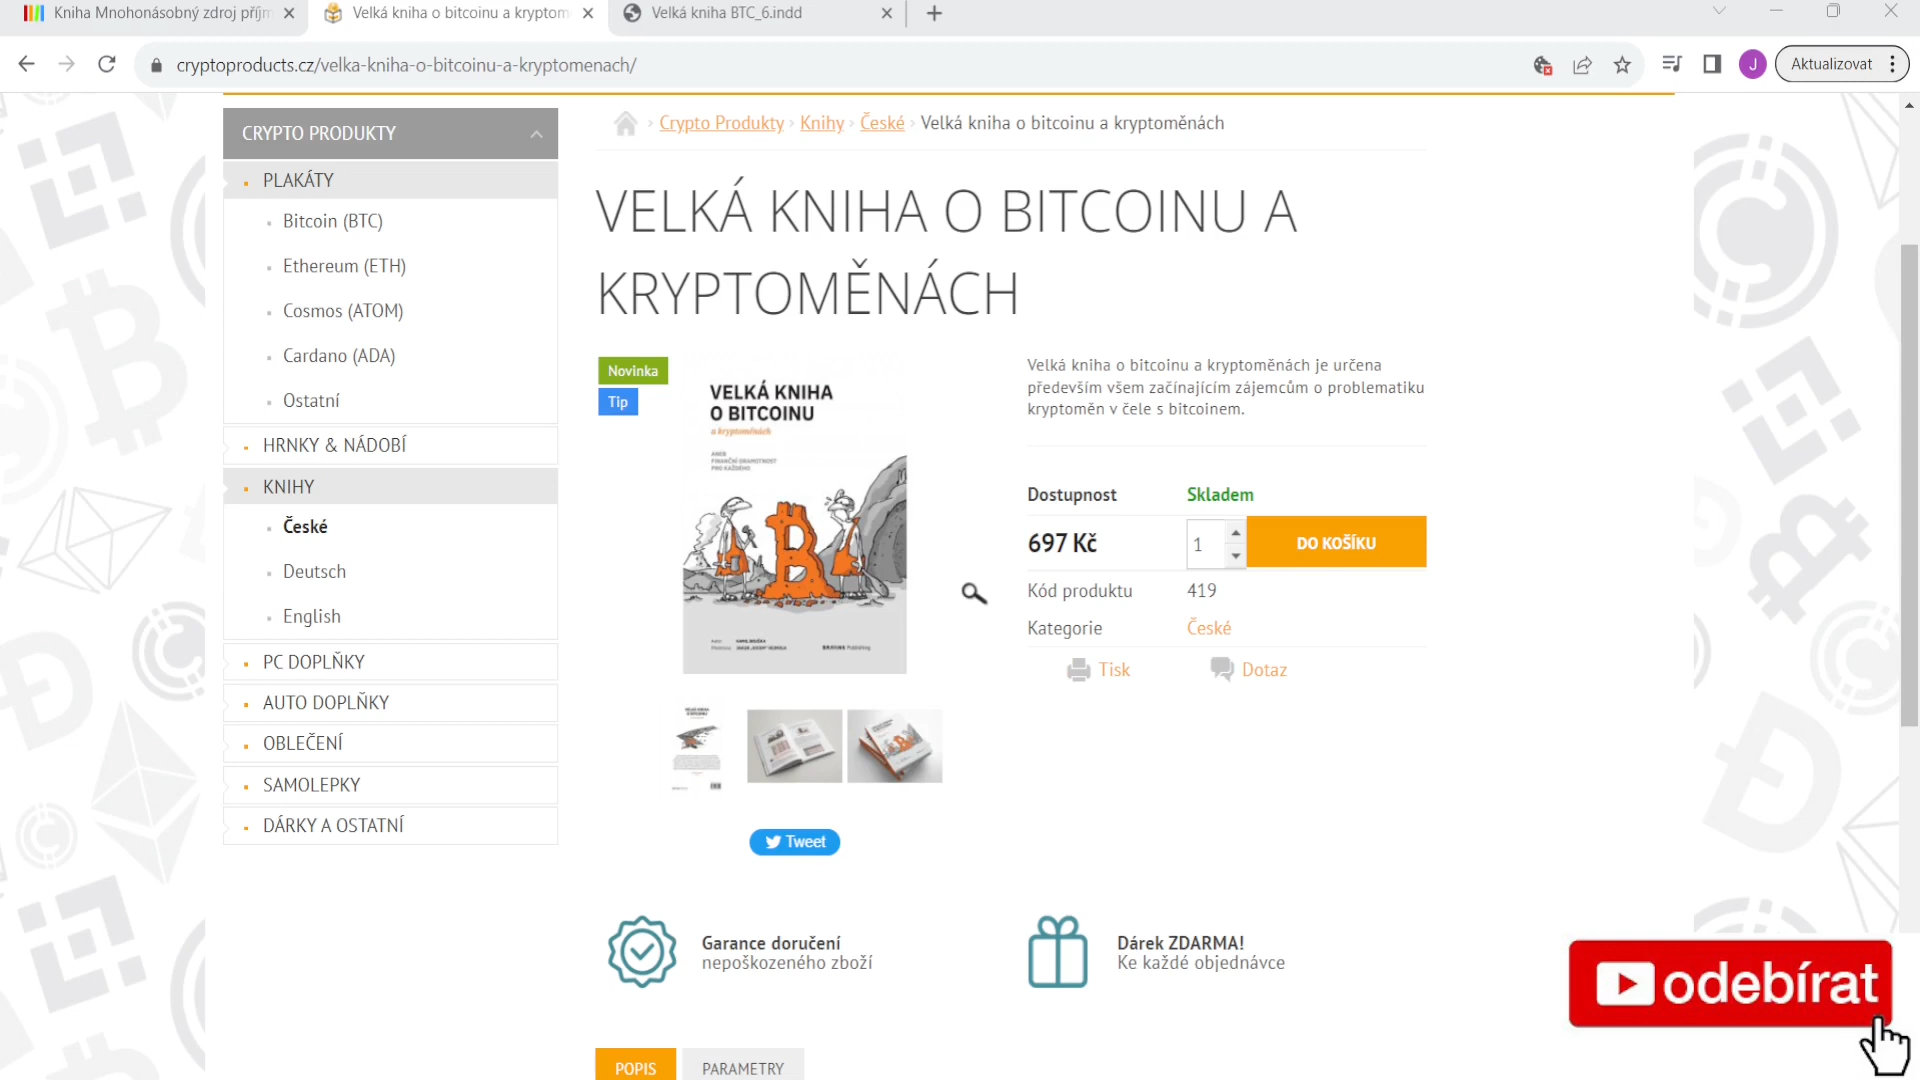 Kniha Mnohonásobný zdroj příjm
Velká kniha o bitcoinu a kryptom
Velká kniha BTC_6.indd
cryptoproducts.cz/velka-kniha-o-bitcoinu-a-kryptomenach/
J
Aktualizovat
CRYPTO PRODUKTY
PLAKÁTY
Bitcoin (BTC)
Ethereum (ETH)
Cosmos (ATOM)
Cardano (ADA)
Ostatní
HRNKY & NÁDOBÍ
KNIHY
České
Deutsch
English
PC DOPLŇKY
AUTO DOPLŇKY
OBLEČENÍ
SAMOLEPKY
DÁRKY A OSTATNÍ
Crypto Produkty › Knihy › České › Velká kniha o bitcoinu a kryptoměnách
VELKÁ KNIHA O BITCOINU A
KRYPTOMĚNÁCH
Novinka
Tip
VELKÁ KNIHA
O BITCOINU
a kryptoměnách
ANEB
FINANČNÍ GRAMOTNOST
PRO KAŽDÉHO
Velká kniha o bitcoinu a kryptoměnách je určena
především všem začínajícím zájemcům o problematiku
kryptoměn v čele s bitcoinem.
Dostupnost Skladem
697 Kč 1 DO KOŠÍKU
Kód produktu 419
Kategorie České
Tisk Dotaz
Tweet
Garance doručení
nepoškozeného zboží
Dárek ZDARMA!
Ke každé objednávce
odebírat
POPIS PARAMETRY